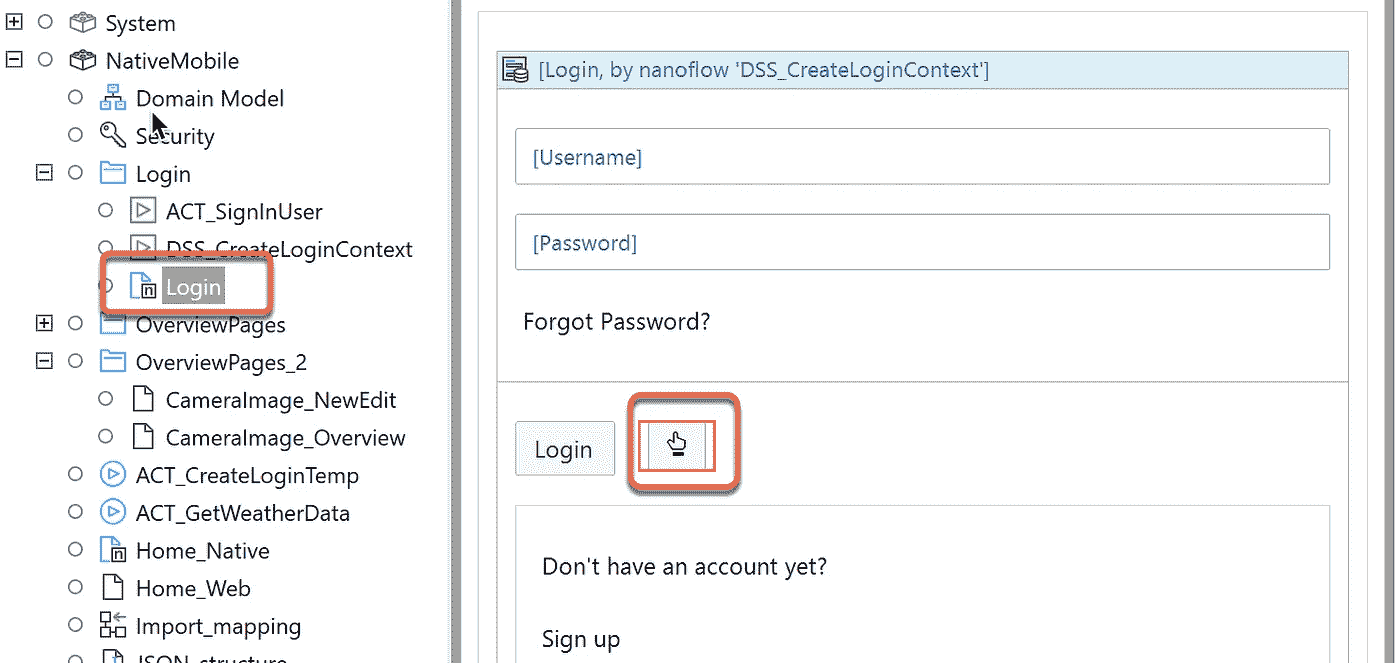 System
NativeMobile
Domain Model
Security
Login
ACT_SignInUser
DSS_CreateLoginContext
Login
OverviewPages
OverviewPages_2
CameraImage_NewEdit
CameraImage_Overview
ACT_CreateLoginTemp
ACT_GetWeatherData
Home_Native
Home_Web
Import_mapping
JSON_structure
[Login, by nanoflow 'DSS_CreateLoginContext']
[Username]
[Password]
Forgot Password?
Login
Don't have an account yet?
Sign up